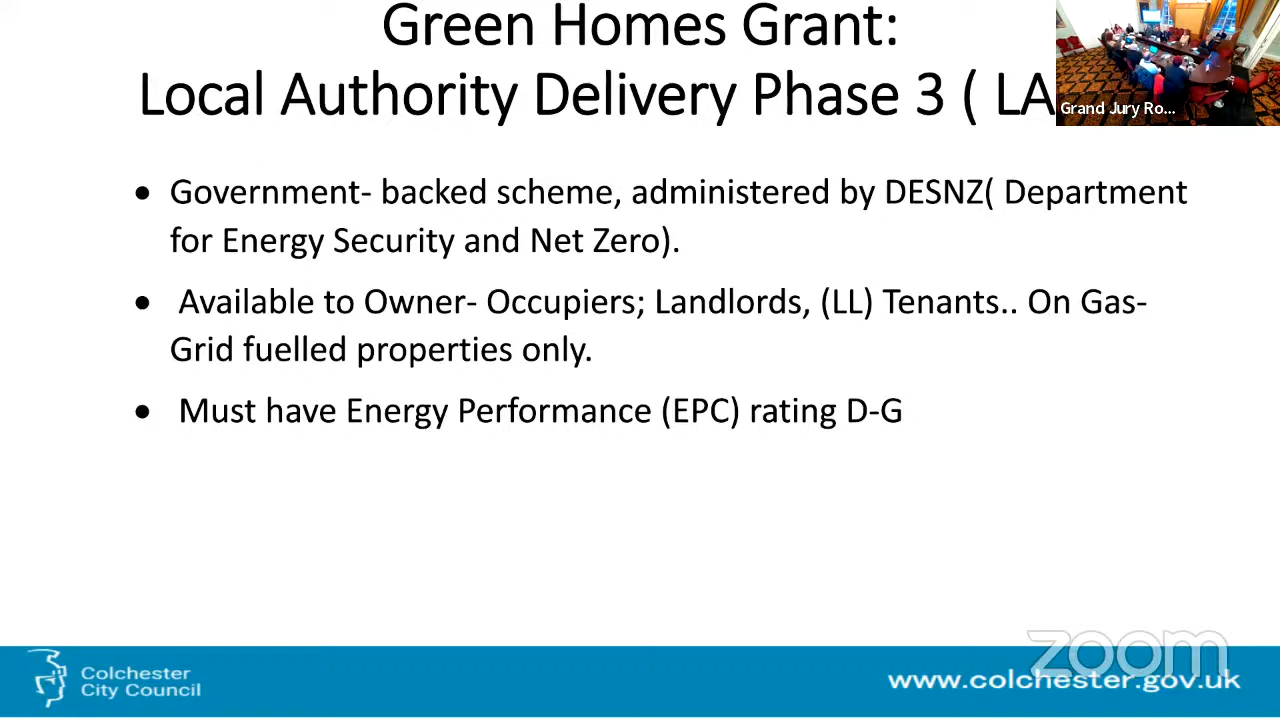 Green Homes Grant:
Local Authority Delivery Phase 3 ( LA
Grand Jury Ro...
• Government- backed scheme, administered by DESNZ( Department
for Energy Security and Net Zero).
• Available to Owner- Occupiers; Landlords, (LL) Tenants.. On Gas-
Grid fuelled properties only.
• Must have Energy Performance (EPC) rating D-G
zoom
Colchester
City Council
www.colchester.gov.uk